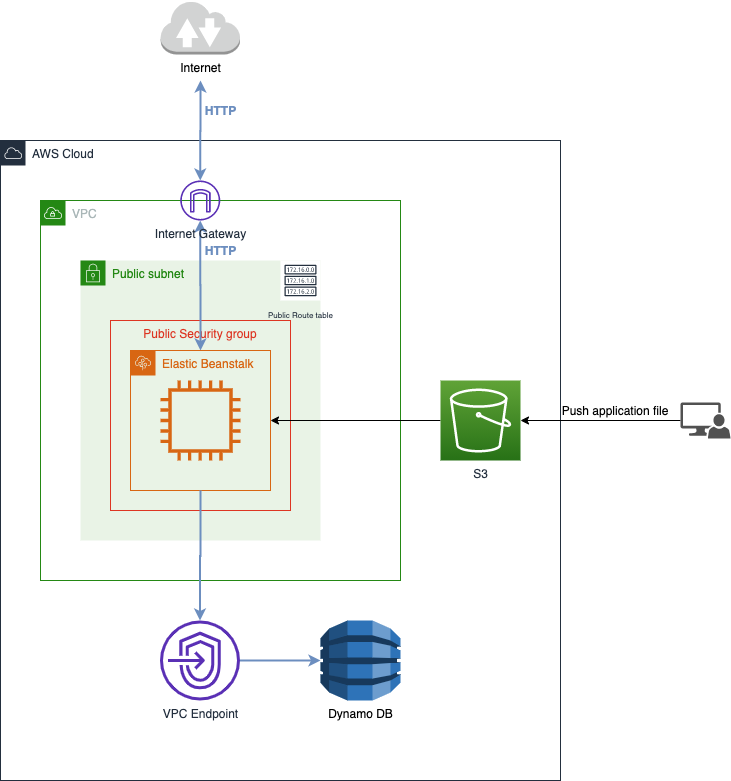 Internet
HTTP
AWS Cloud
VPC
Internet Gateway
HTTP
Public subnet
172.16.0.0
172.16.1.0
172.16.2.0
Public Route table
Public Security group
Elastic Beanstalk
Push application file
S3
VPC Endpoint
Dynamo DB